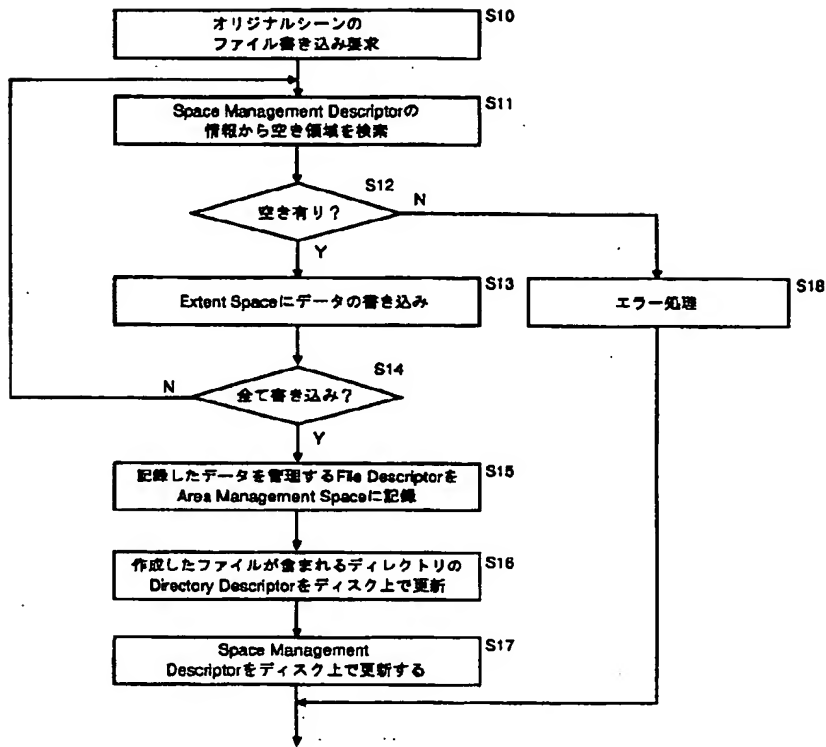 S10
オリジナルシーンの
ファイル書き込み要求
S11
Space Management Descriptorの
情報から空き領域を検索
S12
空き有り？
N
Y
S13
Extent Spaceにデータの書き込み
S18
エラー処理
S14
全て書き込み？
N
Y
S15
記録したデータを管理するFile Descriptorを
Area Management Spaceに記録
S16
作成したファイルが含まれるディレクトリの
Directory Descriptorをディスク上で更新
S17
Space Management
Descriptorをディスク上で更新する